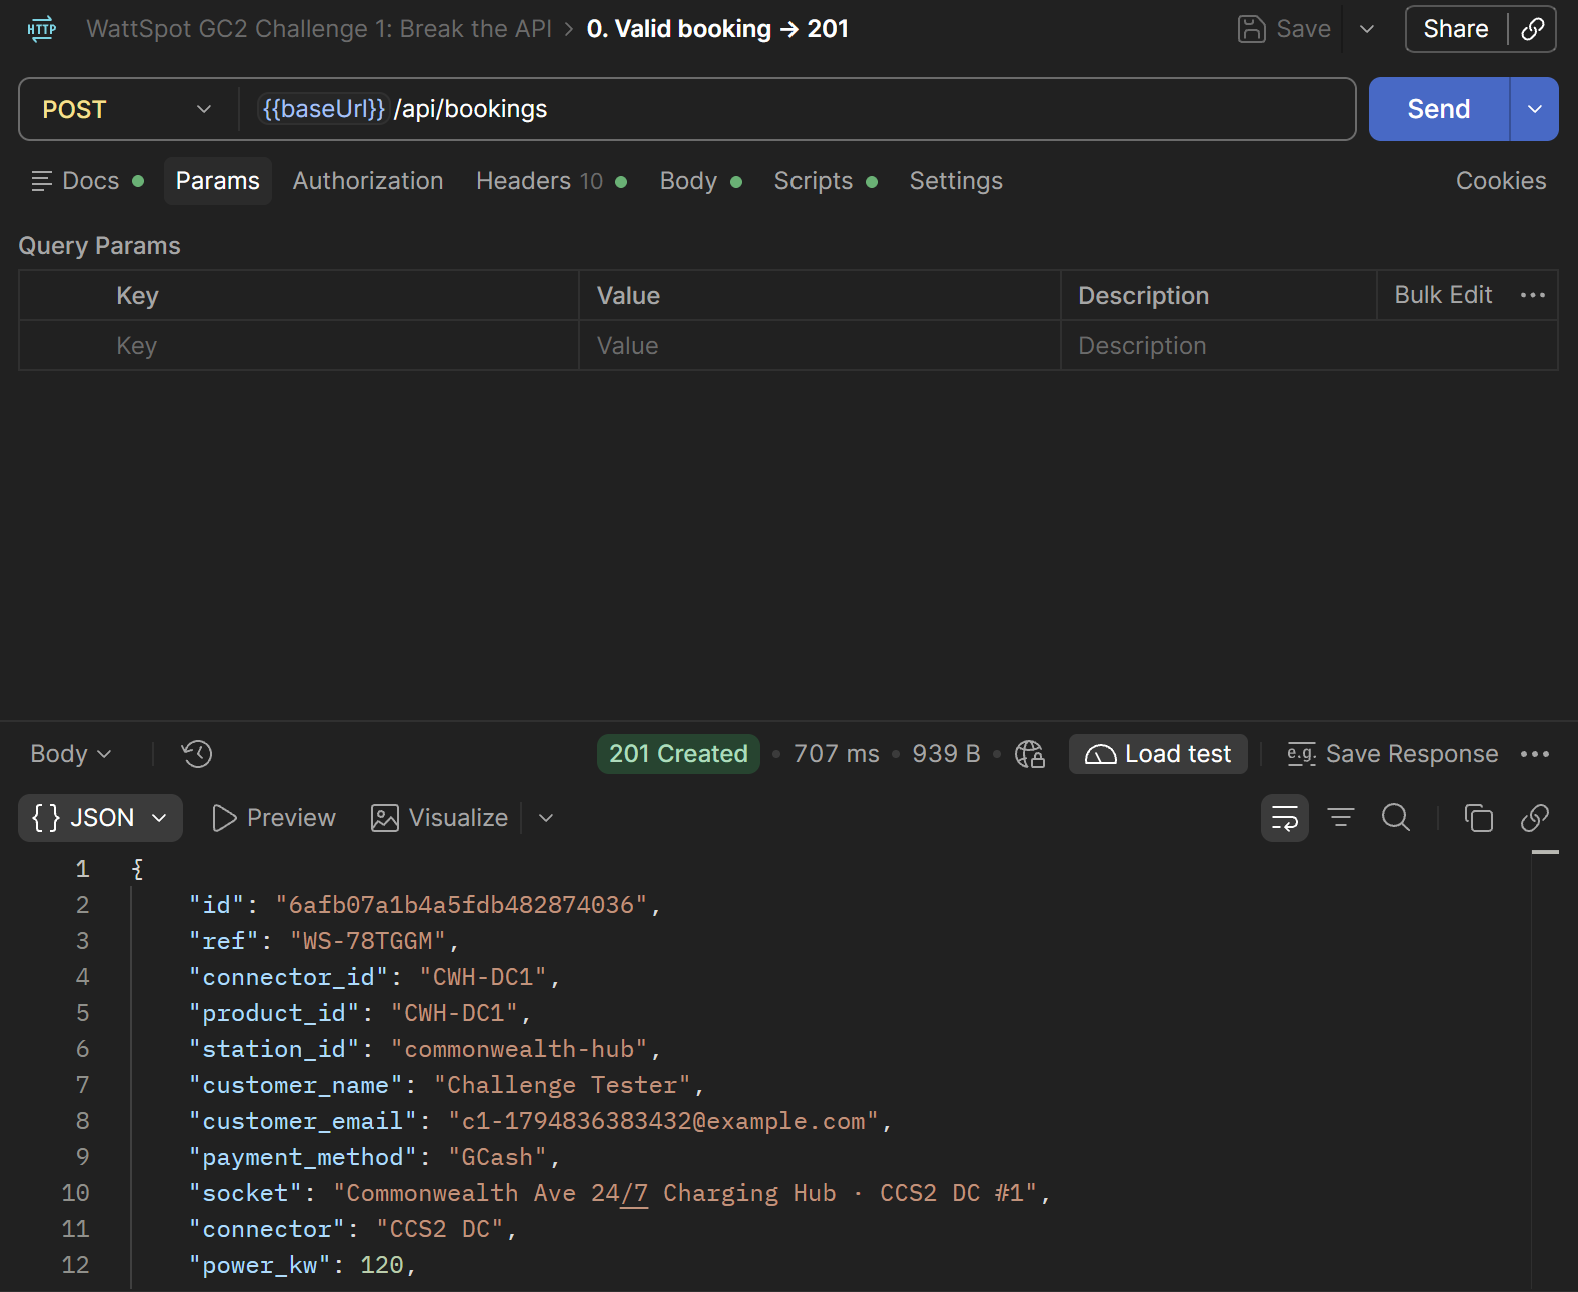 HTTP WattSpot GC2 Challenge 1: Break the API > 0. Valid booking → 201 Save Share
POST {{baseUrl}}/api/bookings Send
Docs Params Authorization Headers 10 Body Scripts Settings Cookies
Query Params
Key Value Description Bulk Edit ...
Key Value Description
Body 201 Created • 707 ms • 939 B • Load test e.g. Save Response ...
{ } JSON Preview Visualize
1 {
2 "id": "6afb07a1b4a5fdb482874036",
3 "ref": "WS-78TGGM",
4 "connector_id": "CWH-DC1",
5 "product_id": "CWH-DC1",
6 "station_id": "commonwealth-hub",
7 "customer_name": "Challenge Tester",
8 "customer_email": "c1-1794836383432@example.com",
9 "payment_method": "GCash",
10 "socket": "Commonwealth Ave 24/7 Charging Hub · CCS2 DC #1",
11 "connector": "CCS2 DC",
12 "power_kw": 120,